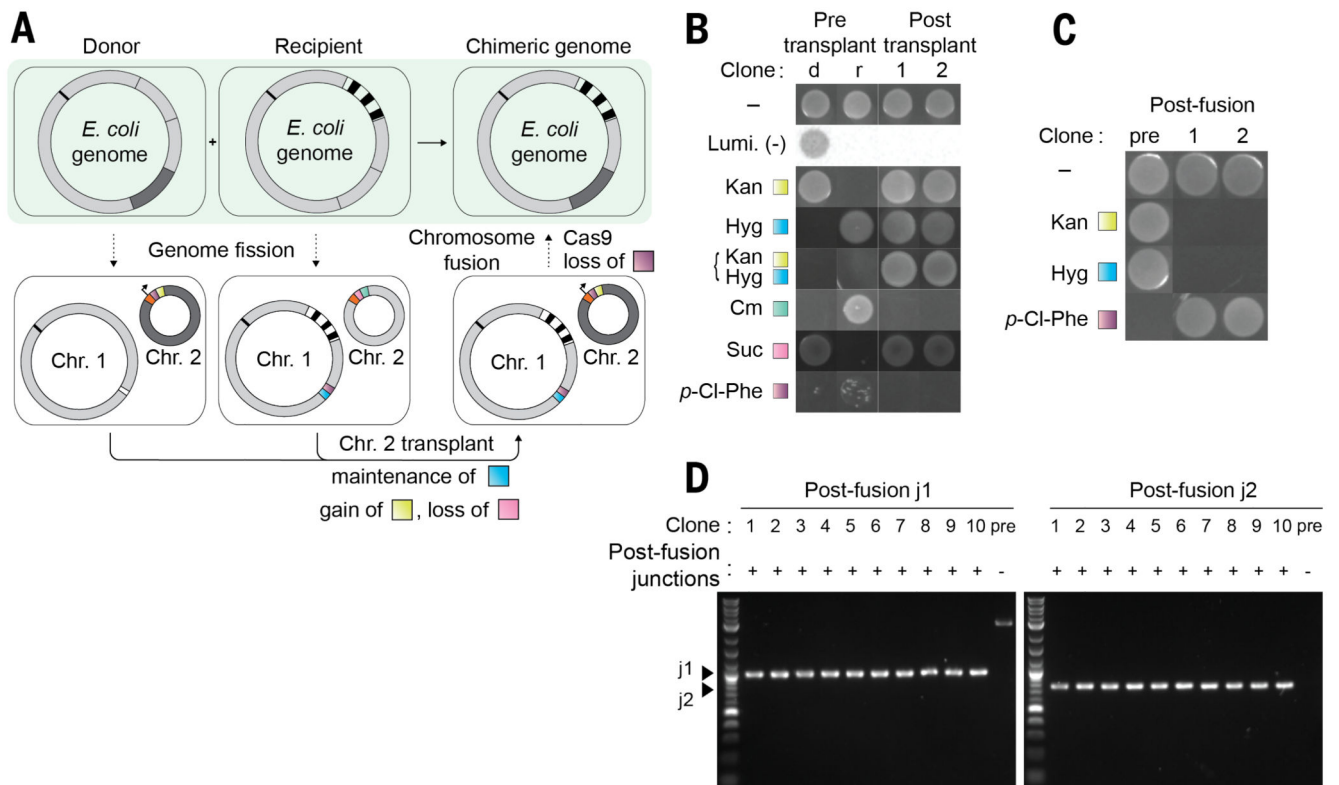 A
Donor
Recipient
Chimeric genome
E. coli
genome
+
E. coli
genome
E. coli
genome
Genome fission
Chromosome
fusion
Cas9
loss of
Chr. 1
Chr. 2
Chr. 1
Chr. 2
Chr. 1
Chr. 2
Chr. 2 transplant
maintenance of
gain of , loss of
B
Pre
transplant
Post
transplant
Clone : d r 1 2
–
Lumi. (-)
Kan
Hyg
{ Kan
Hyg
Cm
Suc
p-Cl-Phe
C
Post-fusion
Clone : pre 1 2
–
Kan
Hyg
p-Cl-Phe
D
Post-fusion j1
Post-fusion j2
Clone : 1 2 3 4 5 6 7 8 9 10 pre
1 2 3 4 5 6 7 8 9 10 pre
Post-fusion
junctions : + + + + + + + + + + -
+ + + + + + + + + + -
j1
j2